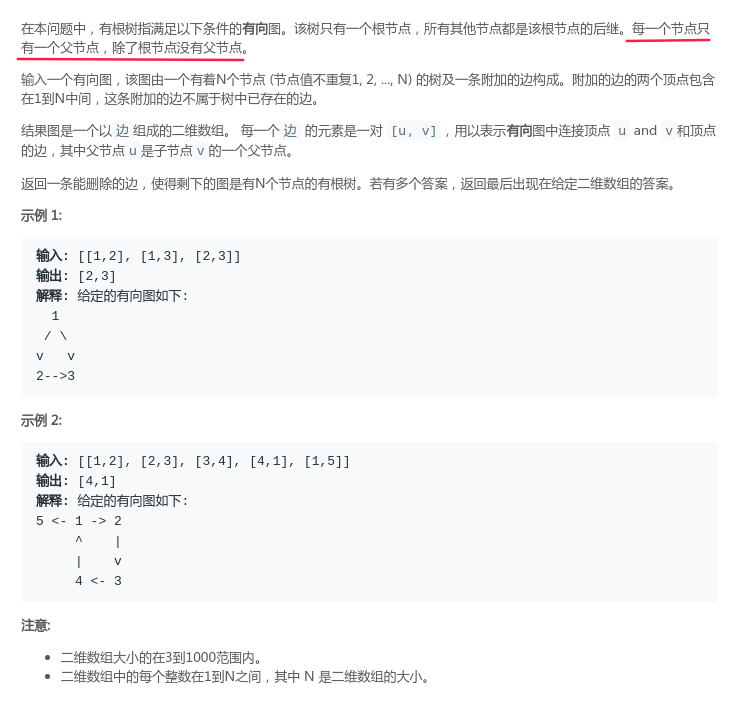 在本问题中，有根树指满足以下条件的有向图。该树只有一个根节点，所有其他节点都是该根节点的后继。每一个节点只
有一个父节点，除了根节点没有父节点。
输入一个有向图，该图由一个有着N个节点 (节点值不重复1, 2, ..., N) 的树及一条附加的边构成。附加的边的两个顶点包含
在1到N中间，这条附加的边不属于树中已存在的边。
结果图是一个以 边 组成的二维数组。 每一个 边 的元素是一对 [u, v]，用以表示有向图中连接顶点 u and v和顶点
的边，其中父节点 u 是子节点 v 的一个父节点。
返回一条能删除的边，使得剩下的图是有N个节点的有根树。若有多个答案，返回最后出现在给定二维数组的答案。
示例 1:
输入: [[1,2], [1,3], [2,3]]
输出: [2,3]
解释: 给定的有向图如下:
  1
 / \
v   v
2-->3
示例 2:
输入: [[1,2], [2,3], [3,4], [4,1], [1,5]]
输出: [4,1]
解释: 给定的有向图如下:
5 <- 1 -> 2
     ^    |
     |    v
     4 <- 3
注意:
• 二维数组大小的在3到1000范围内。
• 二维数组中的每个整数在1到N之间，其中 N 是二维数组的大小。